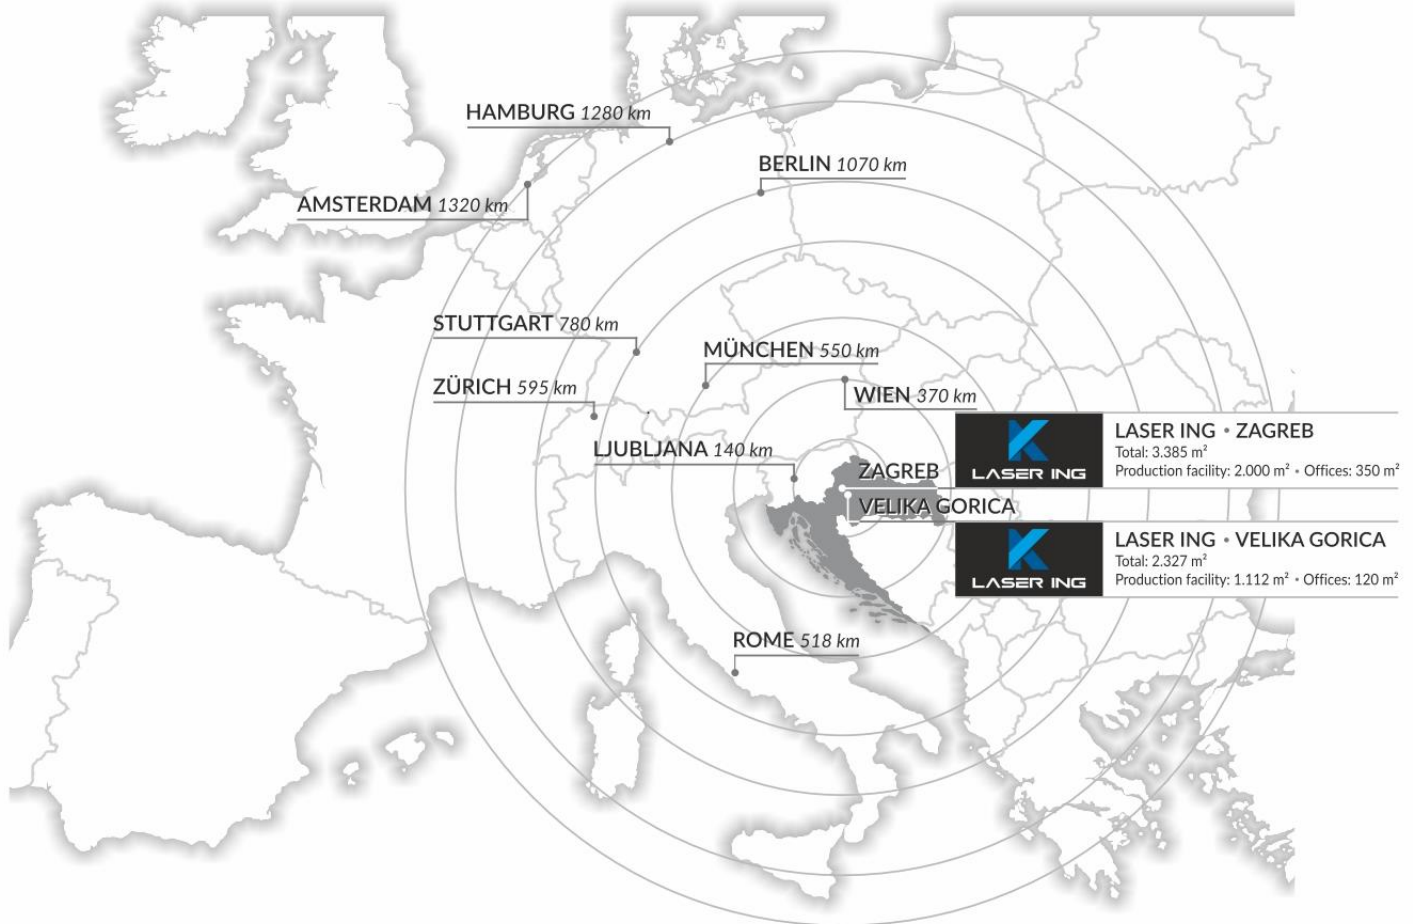 HAMBURG 1280 km
BERLIN 1070 km
AMSTERDAM 1320 km
STUTTGART 780 km
MÜNCHEN 550 km
ZÜRICH 595 km
WIEN 370 km
LJUBLJANA 140 km
ZAGREB
VELIKA GORICA
LASER ING
LASER ING • ZAGREB
Total: 3.385 m²
Production facility: 2.000 m² • Offices: 350 m²
LASER ING
LASER ING • VELIKA GORICA
Total: 2.327 m²
Production facility: 1.112 m² • Offices: 120 m²
ROME 518 km